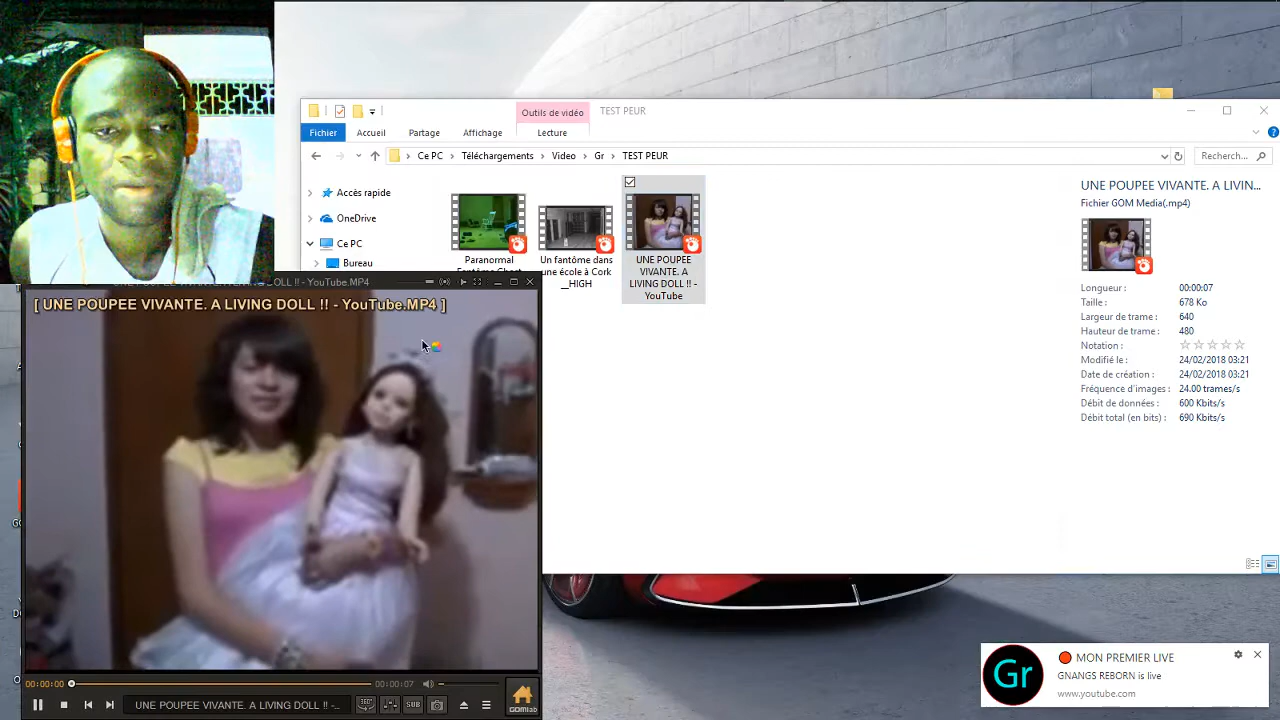 Outils de vidéo
TEST PEUR
Fichier
Accueil
Partage
Affichage
Lecture
Ce PC > Téléchargements > Video > Gr > TEST PEUR
Recherch...
Accès rapide
OneDrive
Ce PC
Bureau
Paranormal
Un fantôme dans
une école à Cork
__HIGH
UNE POUPEE
VIVANTE. A
LIVING DOLL !! -
YouTube
UNE POUPEE VIVANTE. A LIVIN...
Fichier GOM Media(.mp4)
Longueur : 00:00:07
Taille : 678 Ko
Largeur de trame : 640
Hauteur de trame : 480
Notation :
Modifié le : 24/02/2018 03:21
Date de création : 24/02/2018 03:21
Fréquence d'images : 24.00 trames/s
Débit de données : 600 Kbits/s
Débit total (en bits) : 690 Kbits/s
DOLL !! - YouTube.MP4
[ UNE POUPEE VIVANTE. A LIVING DOLL !! - YouTube.MP4 ]
00:00:00
00:00:07
UNE POUPEE VIVANTE. A LIVING DOLL !! -...
360°
SUB
GOMlab
Gr
MON PREMIER LIVE
GNANGS REBORN is live
www.youtube.com